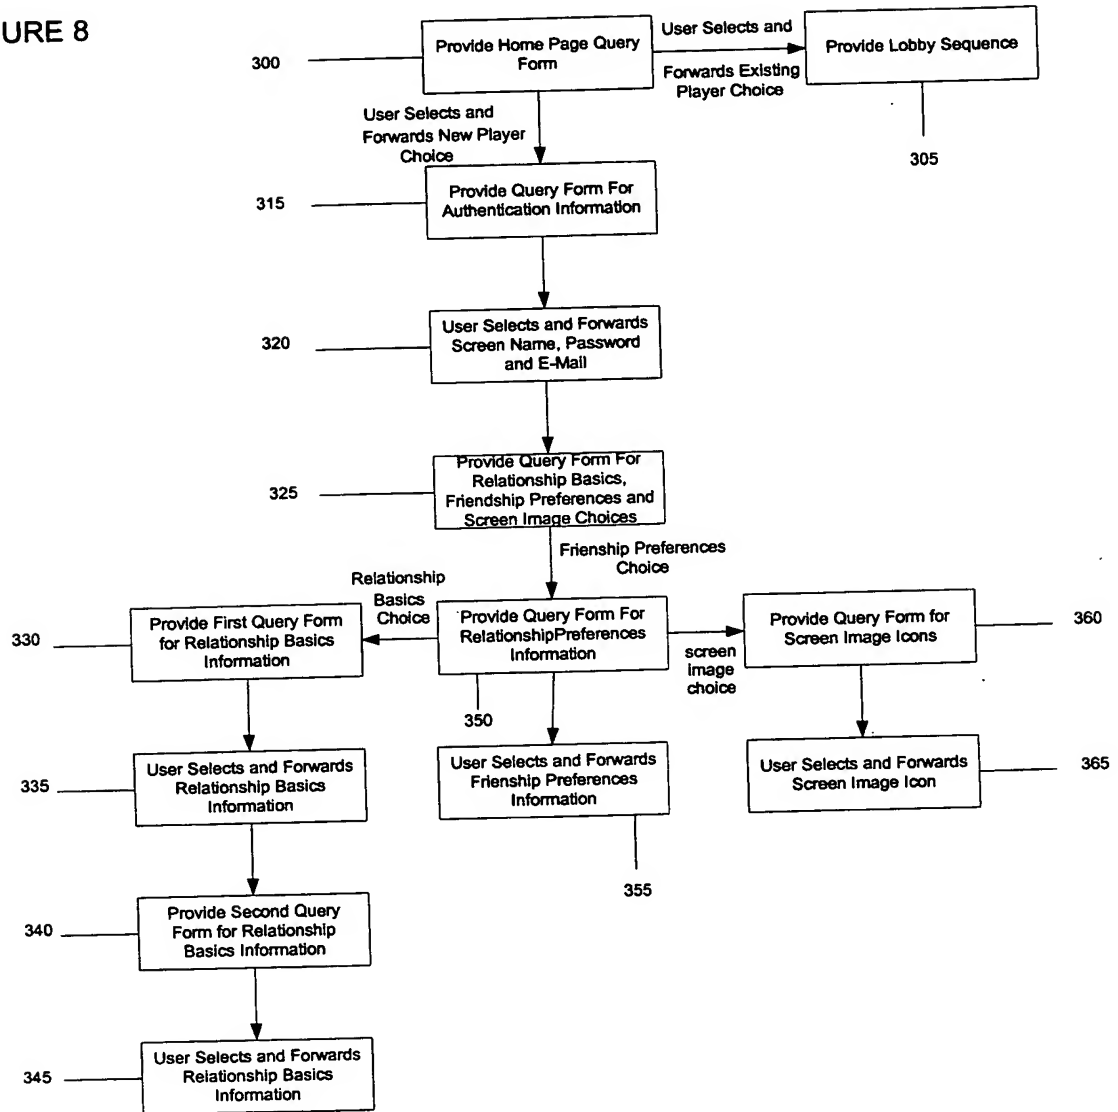 URE 8
300
Provide Home Page Query
Form
User Selects and
Forwards Existing
Player Choice
Provide Lobby Sequence
305
User Selects and
Forwards New Player
Choice
315
Provide Query Form For
Authentication Information
320
User Selects and Forwards
Screen Name, Password
and E-Mail
325
Provide Query Form For
Relationship Basics,
Friendship Preferences and
Screen Image Choices
Frienship Preferences
Choice
Relationship
Basics
Choice
330
Provide First Query Form
for Relationship Basics
Information
Provide Query Form For
RelationshipPreferences
Information
screen
image
choice
Provide Query Form for
Screen Image Icons
360
350
335
User Selects and Forwards
Relationship Basics
Information
User Selects and Forwards
Frienship Preferences
Information
User Selects and Forwards
Screen Image Icon
365
355
340
Provide Second Query
Form for Relationship
Basics Information
345
User Selects and Forwards
Relationship Basics
Information